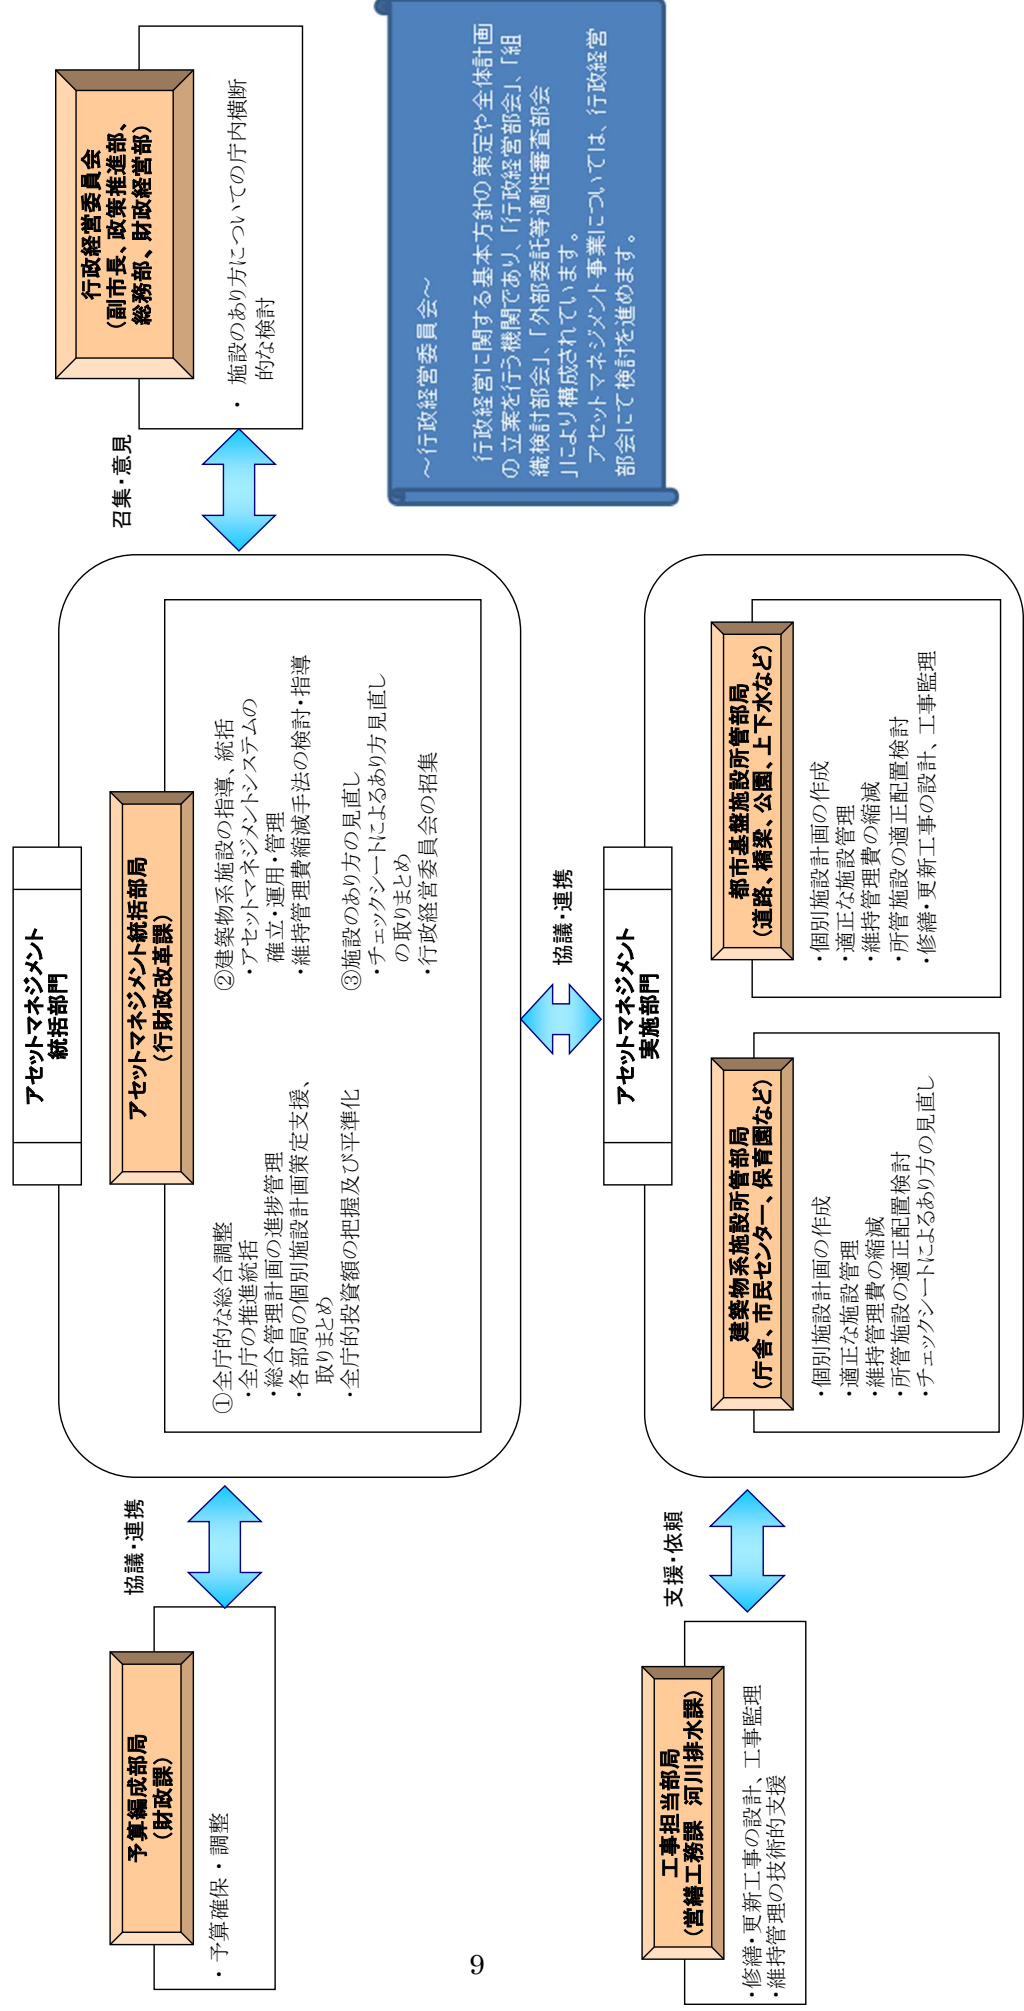 予算編成部局
（財政課）
・予算確保・調整
協議・連携
アセットマネジメント
統括部門
アセットマネジメント統括部局
（行財政改革課）
①全庁的な総合調整
・全庁の推進統括
・総合管理計画の進捗管理
・各部局の個別施設計画策定支援、
取りまとめ
・全庁的投資額の把握及び平準化
②建築物系施設の指導、統括
・アセットマネジメントシステムの
確立・運用・管理
・維持管理費縮減手法の検討・指導
③施設のあり方の見直し
・チェックシートによるあり方見直し
の取りまとめ
・行政経営委員会の招集
召集・意見
行政経営委員会
（副市長、政策推進部、
総務部、財政経営部）
・ 施設のあり方についての庁内横断
的な検討
～行政経営委員会～
行政経営に関する基本方針の策定や全体計画
の立案を行う機関であり、「行政経営部会」、「組
織検討部会」、「外部委託等適性審査部会
」により構成されています。
アセットマネジメント事業については、行政経営
部会にて検討を進めます。
協議・連携
工事担当部局
（営繕工務課　河川排水課）
・修繕・更新工事の設計、工事監理
・維持管理の技術的支援
支援・依頼
アセットマネジメント
実施部門
建築物系施設所管部局
（庁舎、市民センター、保育園など）
・個別施設計画の作成
・適正な施設管理
・維持管理費の縮減
・所管施設の適正配置検討
・チェックシートによるあり方の見直し
都市基盤施設所管部局
（道路、橋梁、公園、上下水など）
・個別施設計画の作成
・適正な施設管理
・維持管理費の縮減
・所管施設の適正配置検討
・修繕・更新工事の設計、工事監理
9